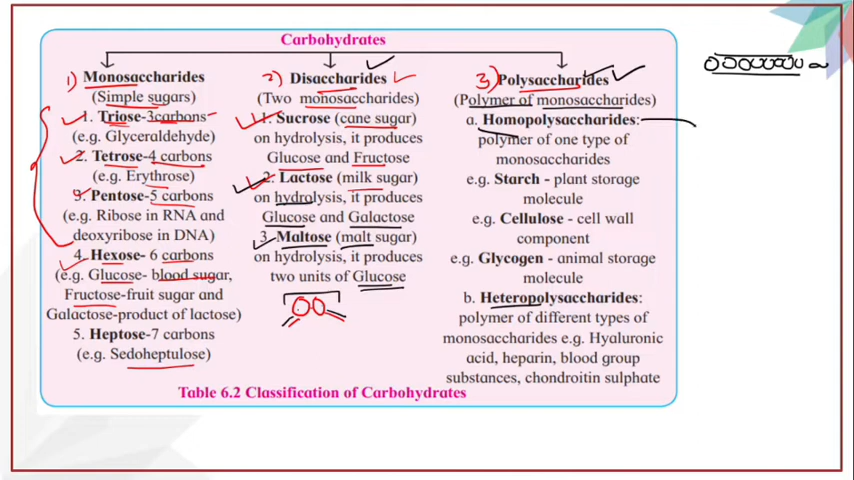 Carbohydrates
1) Monosaccharides
(Simple sugars)
1. Triose-3carbons
(e.g. Glyceraldehyde)
2. Tetrose-4 carbons
(e.g. Erythrose)
3. Pentose-5 carbons
(e.g. Ribose in RNA and
deoxyribose in DNA)
4. Hexose- 6 carbons
(e.g. Glucose- blood sugar,
Fructose-fruit sugar and
Galactose-product of lactose)
5. Heptose-7 carbons
(e.g. Sedoheptulose)
2) Disaccharides
(Two monosaccharides)
1. Sucrose (cane sugar)
on hydrolysis, it produces
Glucose and Fructose
2. Lactose (milk sugar)
on hydrolysis, it produces
Glucose and Galactose
3. Maltose (malt sugar)
on hydrolysis, it produces
two units of Glucose
3) Polysaccharides
(Polymer of monosaccharides)
a. Homopolysaccharides:
polymer of one type of
monosaccharides
e.g. Starch - plant storage
molecule
e.g. Cellulose - cell wall
component
e.g. Glycogen - animal storage
molecule
b. Heteropolysaccharides:
polymer of different types of
monosaccharides e.g. Hyaluronic
acid, heparin, blood group
substances, chondroitin sulphate
Table 6.2 Classification of Carbohydrates